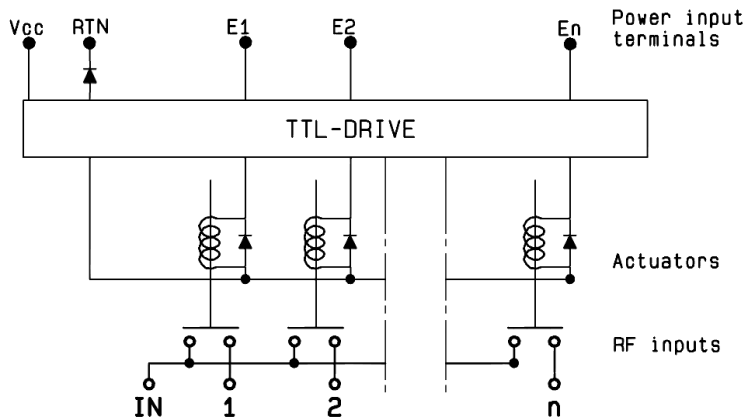 Vcc RTN E1 E2 En Power input
terminals
TTL-DRIVE
Actuators
RF inputs
IN 1 2 n